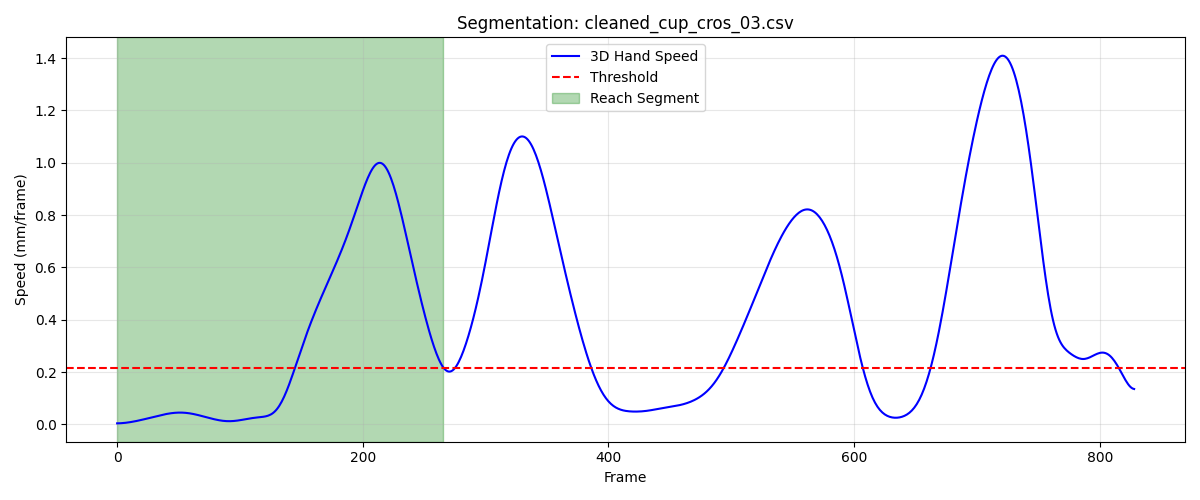 Segmentation: cleaned_cup_cros_03.csv
3D Hand Speed
Threshold
Reach Segment
Speed (mm/frame)
1.4
1.2
1.0
0.8
0.6
0.4
0.2
0.0
0 200 400 600 800
Frame